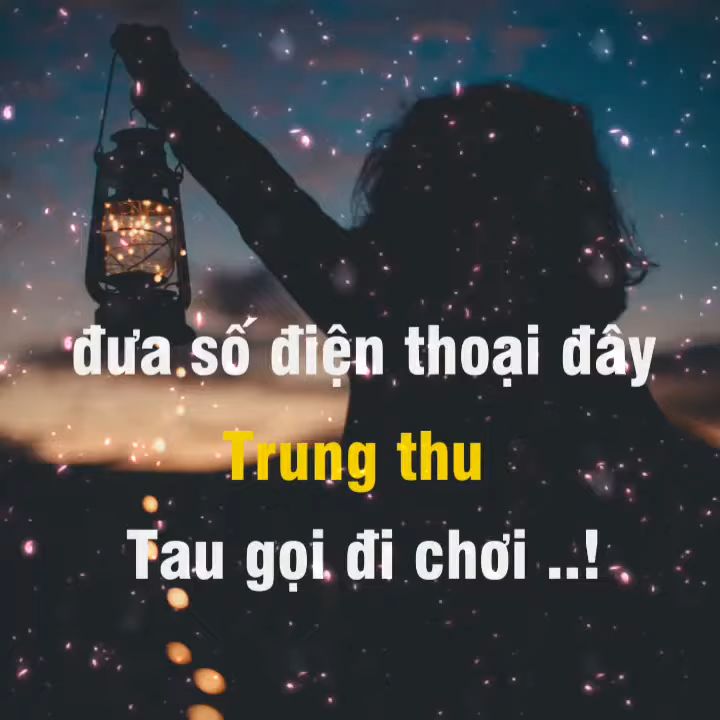 đưa số điện thoại đây
Trung thu
Tau gọi đi chơi ..!